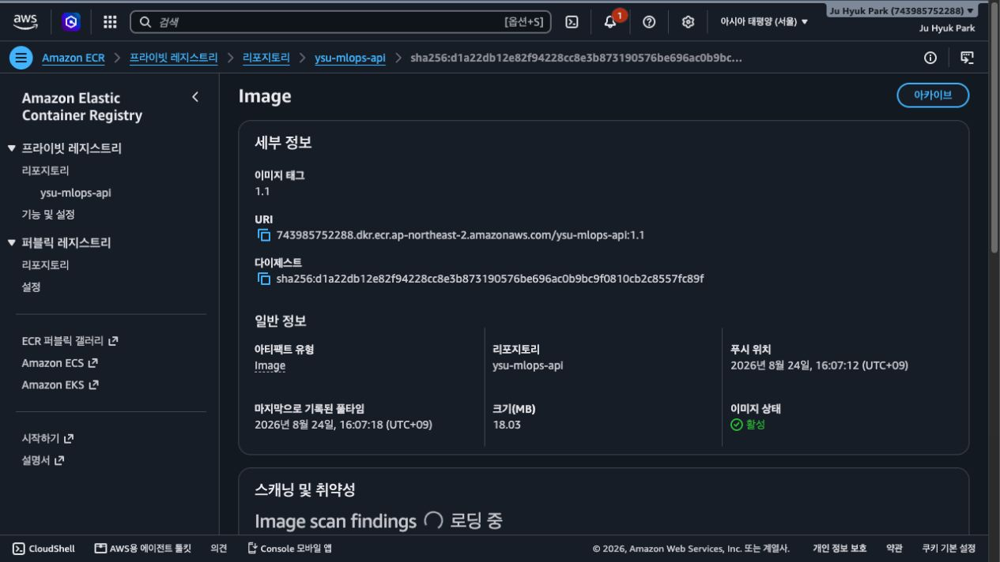 aws
검색
[옵션+S]
1
아시아 태평양 (서울)
Ju Hyuk Park (743985752288)
Ju Hyuk Park
Amazon ECR
프라이빗 레지스트리
리포지토리
ysu-mlops-api
sha256:d1a22db12e82f94228cc8e3b873190576be696ac0b9bc...
Amazon Elastic
Container Registry
프라이빗 레지스트리
리포지토리
ysu-mlops-api
기능 및 설정
퍼블릭 레지스트리
리포지토리
설정
ECR 퍼블릭 갤러리
Amazon ECS
Amazon EKS
시작하기
설명서
Image
아카이브
세부 정보
이미지 태그
1.1
URI
743985752288.dkr.ecr.ap-northeast-2.amazonaws.com/ysu-mlops-api:1.1
다이제스트
sha256:d1a22db12e82f94228cc8e3b873190576be696ac0b9bc9f0810cb2c8557fc89f
일반 정보
아티팩트 유형
Image
리포지토리
ysu-mlops-api
푸시 위치
2026년 8월 24일, 16:07:12 (UTC+09)
마지막으로 기록된 풀타임
2026년 8월 24일, 16:07:18 (UTC+09)
크기(MB)
18.03
이미지 상태
활성
스캐닝 및 취약성
Image scan findings 로딩 중
CloudShell
AWS용 에이전트 툴킷
의견
Console 모바일 앱
© 2026, Amazon Web Services, Inc. 또는 계열사.
개인 정보 보호
약관
쿠키 기본 설정